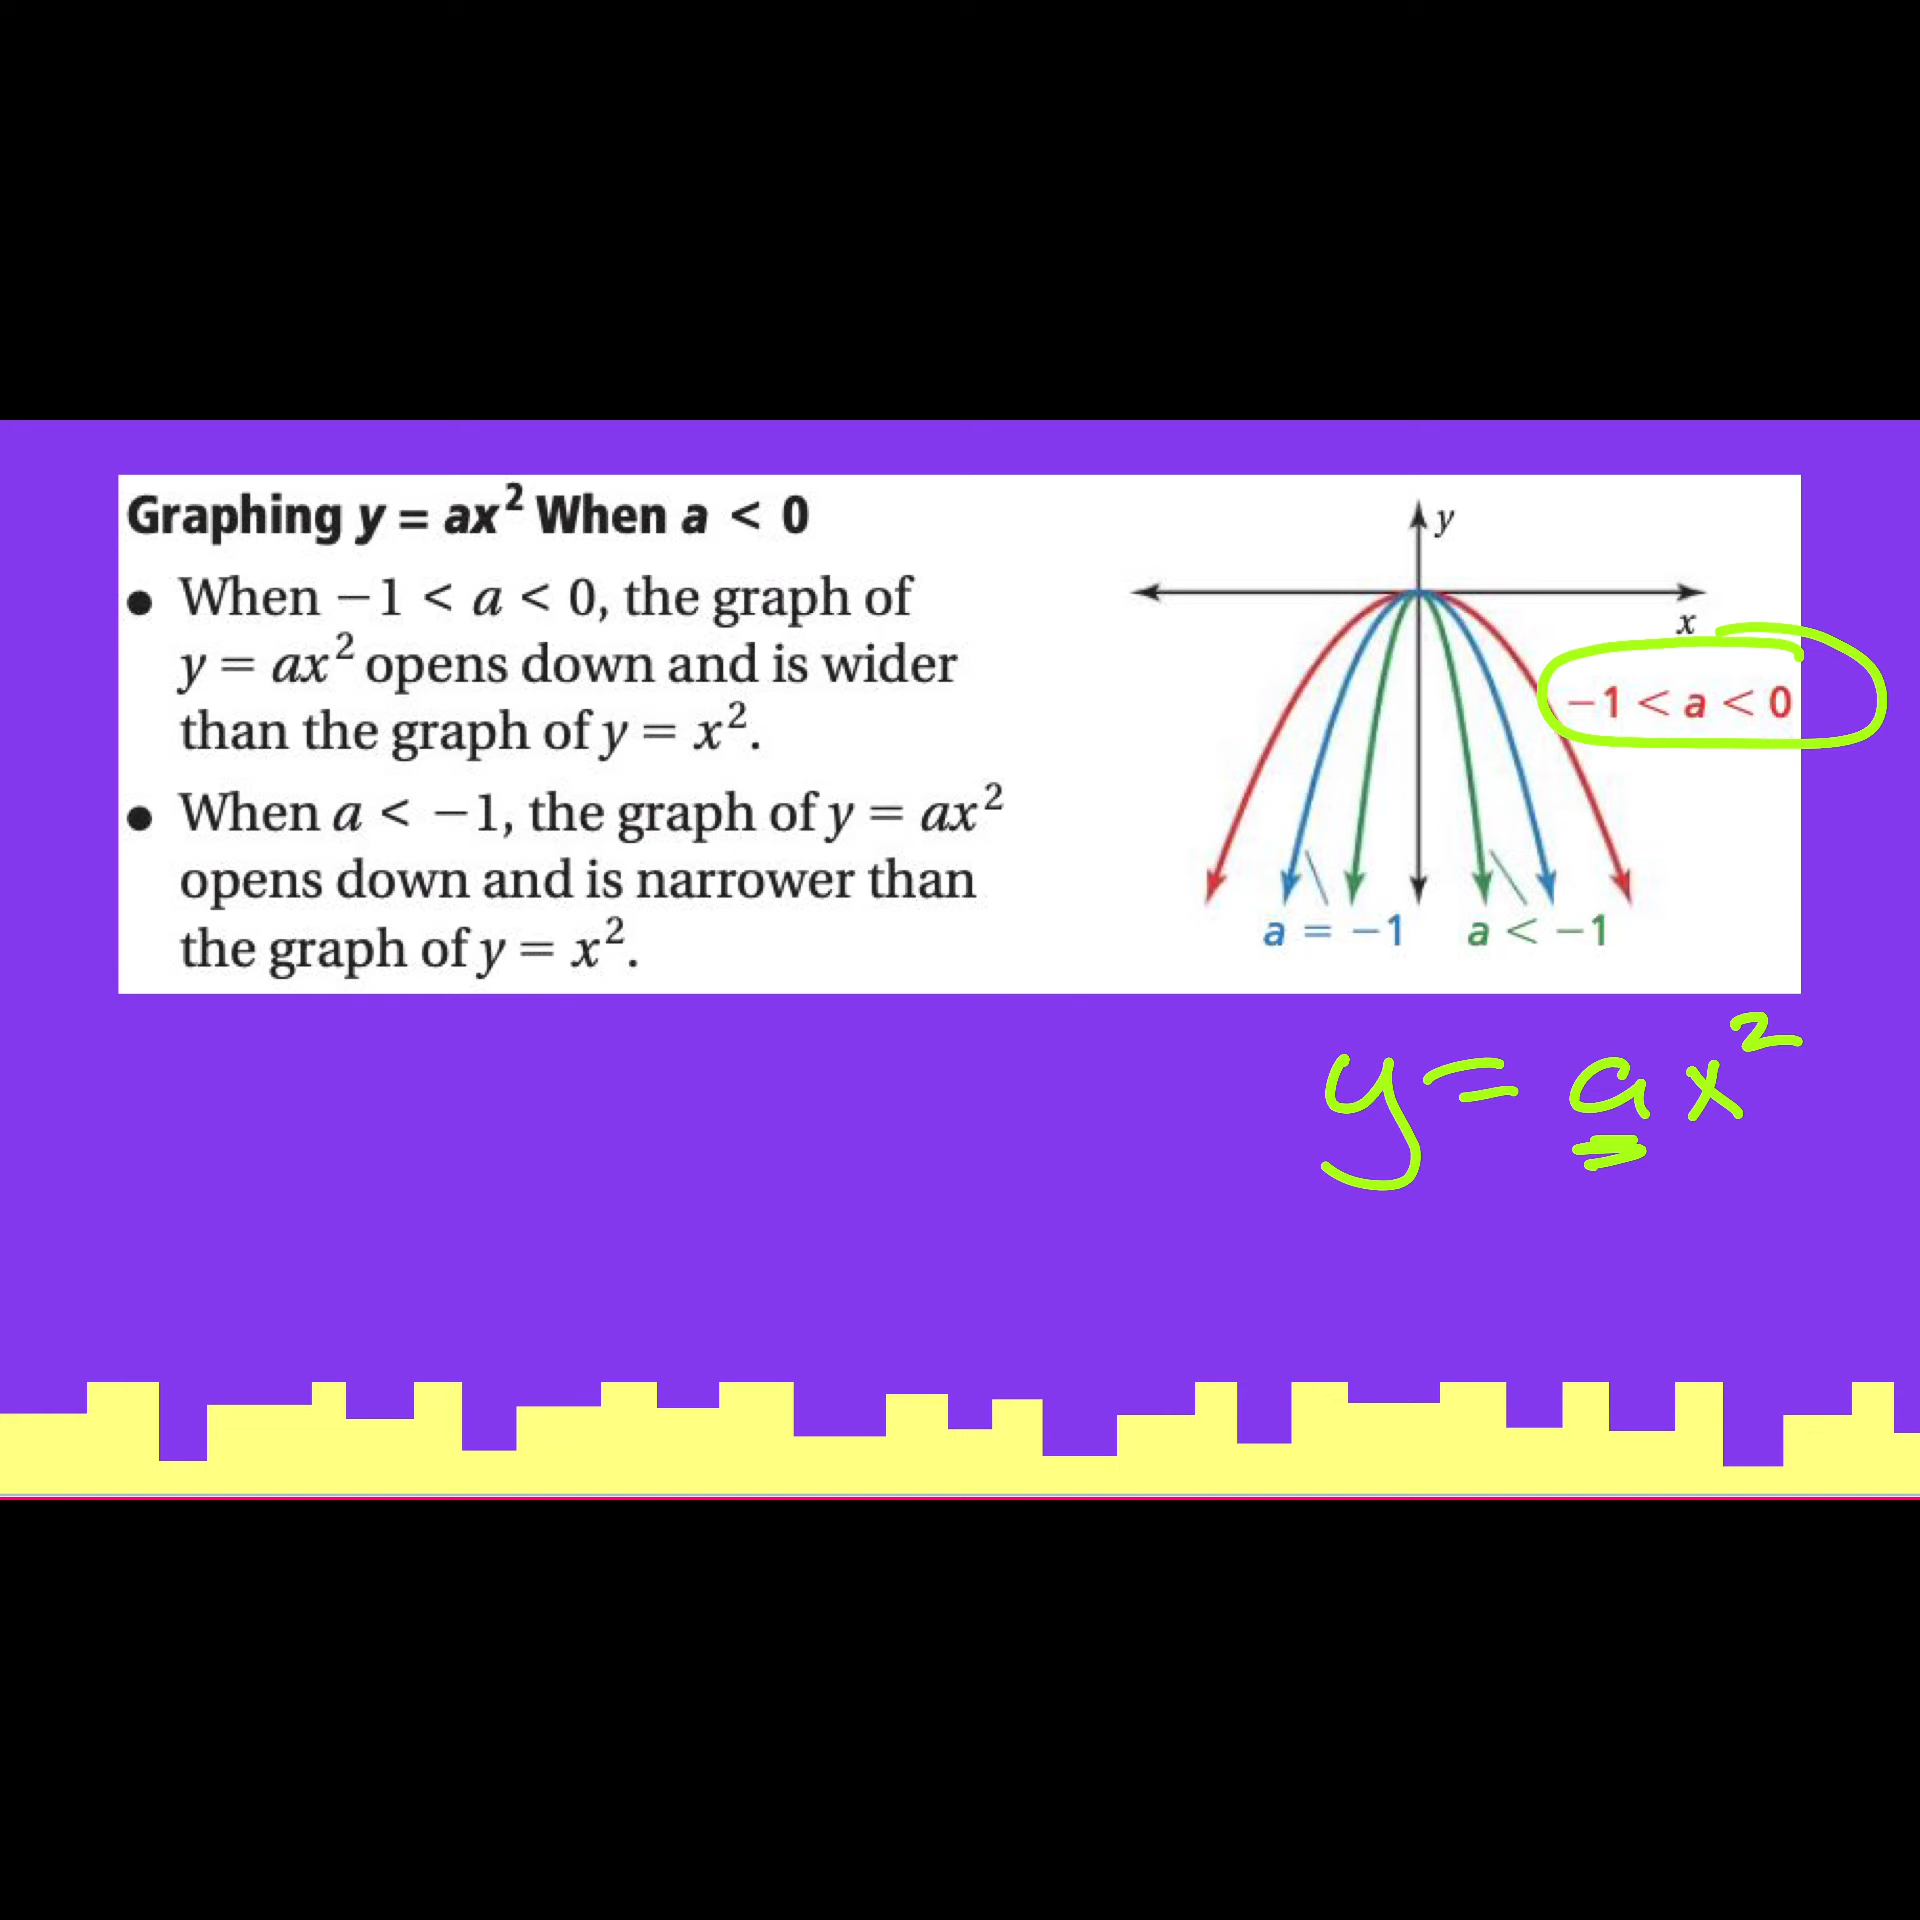 Graphing y = ax² When a < 0
● When −1 < a < 0, the graph of
y = ax² opens down and is wider
than the graph of y = x².
● When a < −1, the graph of y = ax²
opens down and is narrower than
the graph of y = x².
y
x
−1 < a < 0
a = −1
a < −1
y = ax²